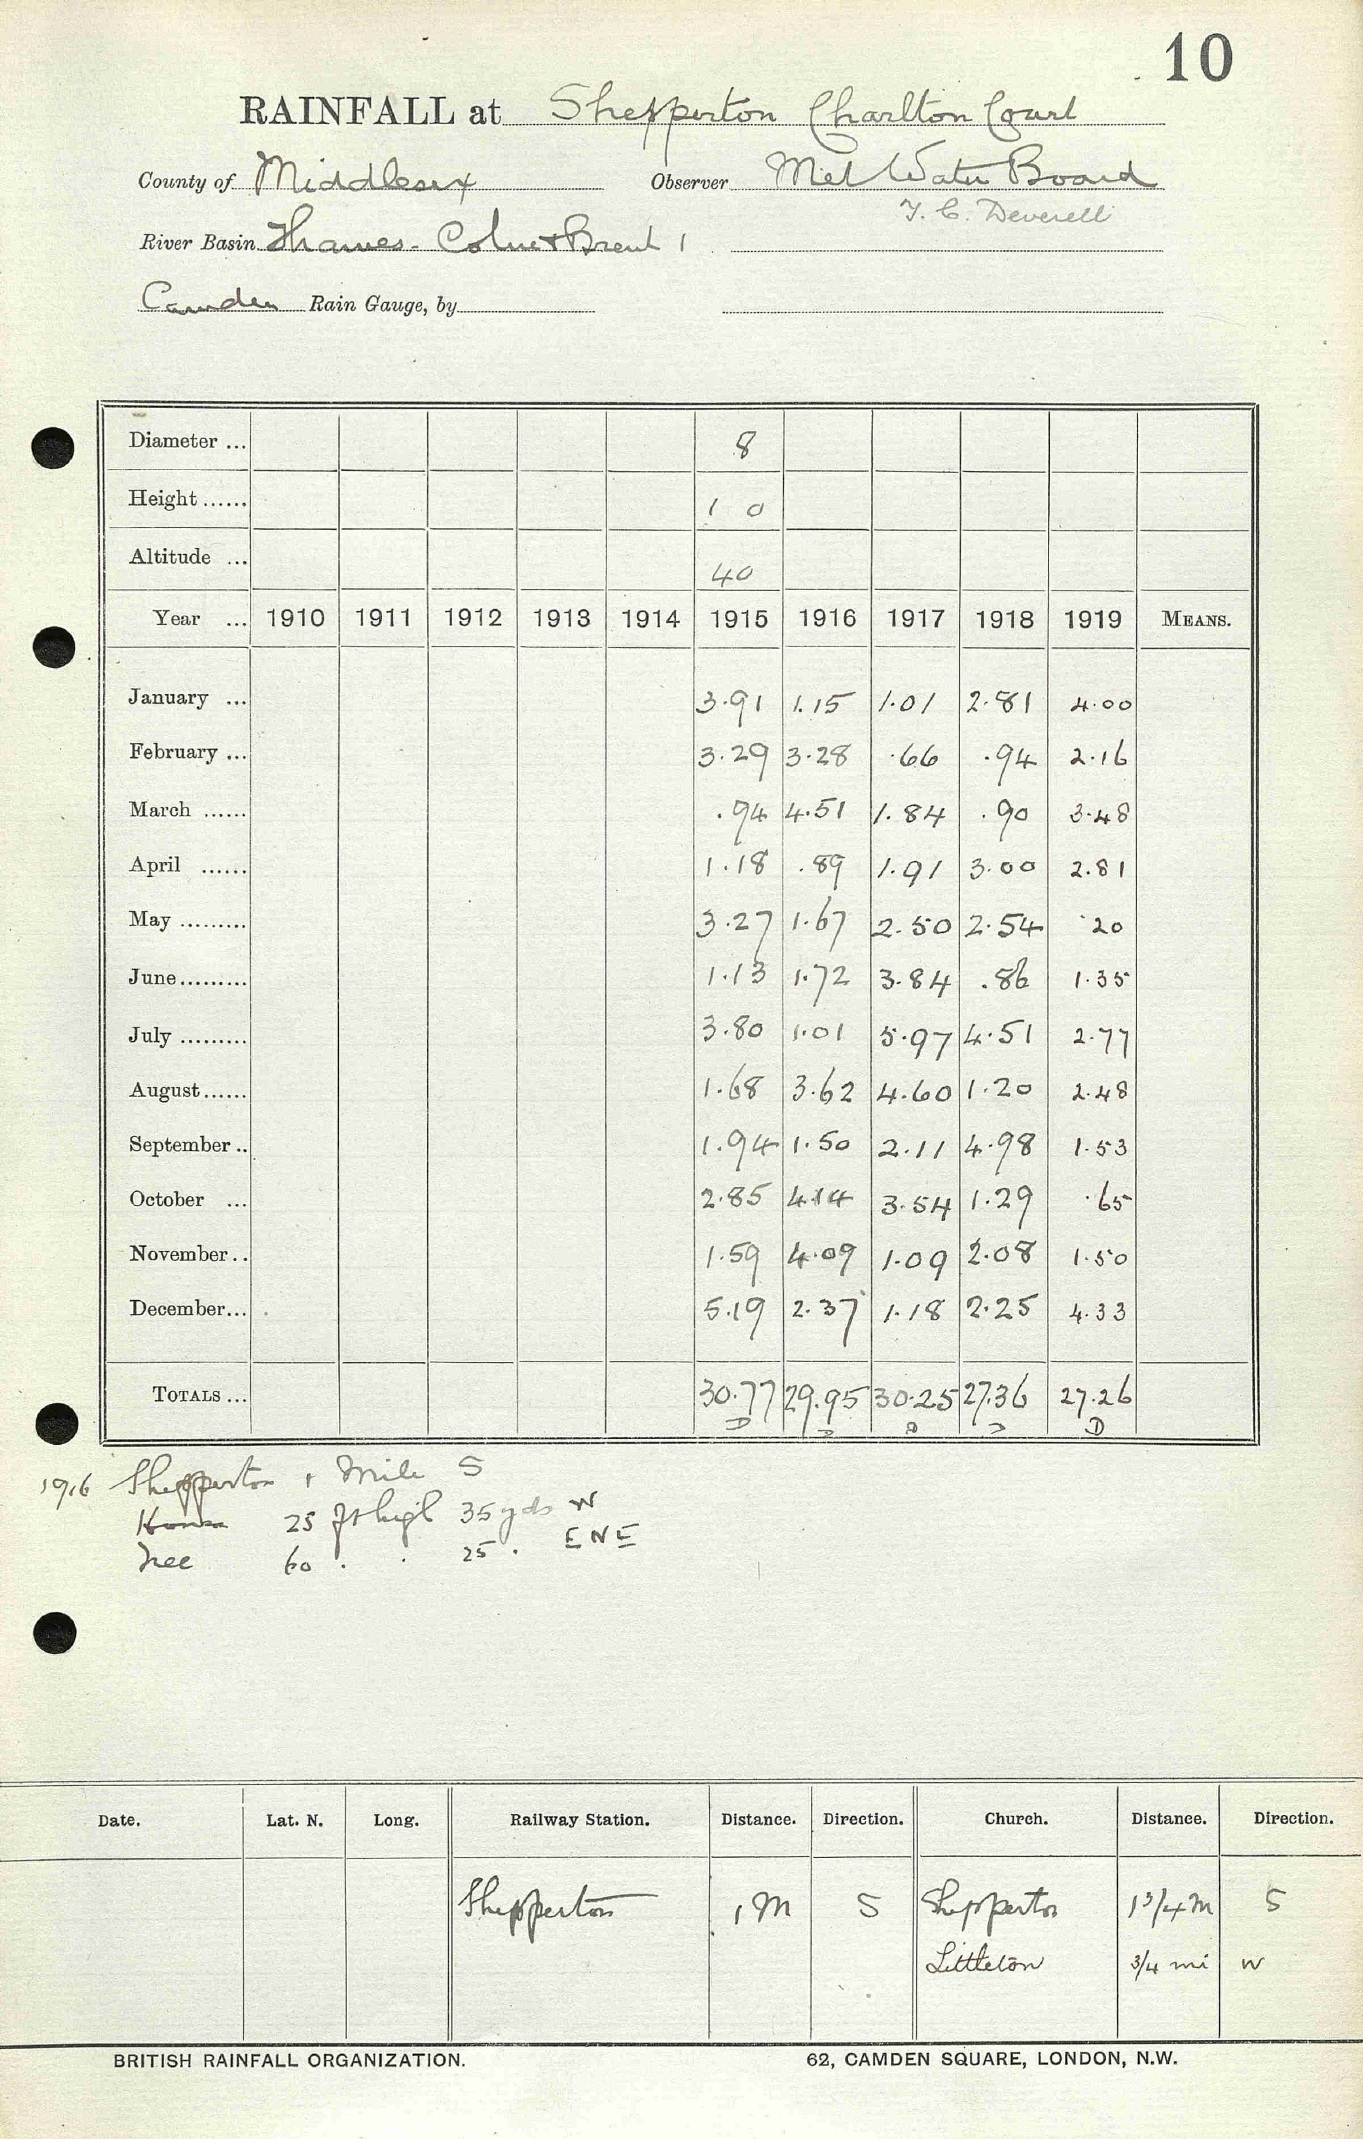 10
RAINFALL at Shepperton Charlton Court
County of Middlesex Observer Met Water Board
T. C. Deverell
River Basin Thames. Colne & Brent 1
Camden Rain Gauge, by
Diameter ... 8
Height ...... 1 0
Altitude ... 40
Year ... 1910 1911 1912 1913 1914 1915 1916 1917 1918 1919 MEANS.
January ... 3.91 1.15 1.01 2.81 4.00
February ... 3.29 3.28 .66 .94 2.16
March ...... .94 4.51 1.84 .90 3.48
April ...... 1.18 .89 1.91 3.00 2.81
May ......... 3.27 1.67 2.50 2.54 .20
June......... 1.13 1.72 3.84 .86 1.35
July ......... 3.80 1.01 5.97 4.51 2.77
August...... 1.68 3.62 4.60 1.20 2.48
September .. 1.94 1.50 2.11 4.98 1.53
October ... 2.85 4.14 3.54 1.29 .65
November.. 1.59 4.09 1.09 2.08 1.50
December... 5.19 2.37 1.18 2.25 4.33
TOTALS ... 30.77 29.95 30.25 27.36 27.26
D D D D D
1916 Shepperton 1 Mile S
House 25 ft high 35 yds W
Tree 60 . . 25 . ENE
Date. Lat. N. Long. Railway Station. Distance. Direction. Church. Distance. Direction.
Shepperton 1 M S Shepperton 1 3/4 M S
Littleton 3/4 mi W
BRITISH RAINFALL ORGANIZATION. 62, CAMDEN SQUARE, LONDON, N.W.